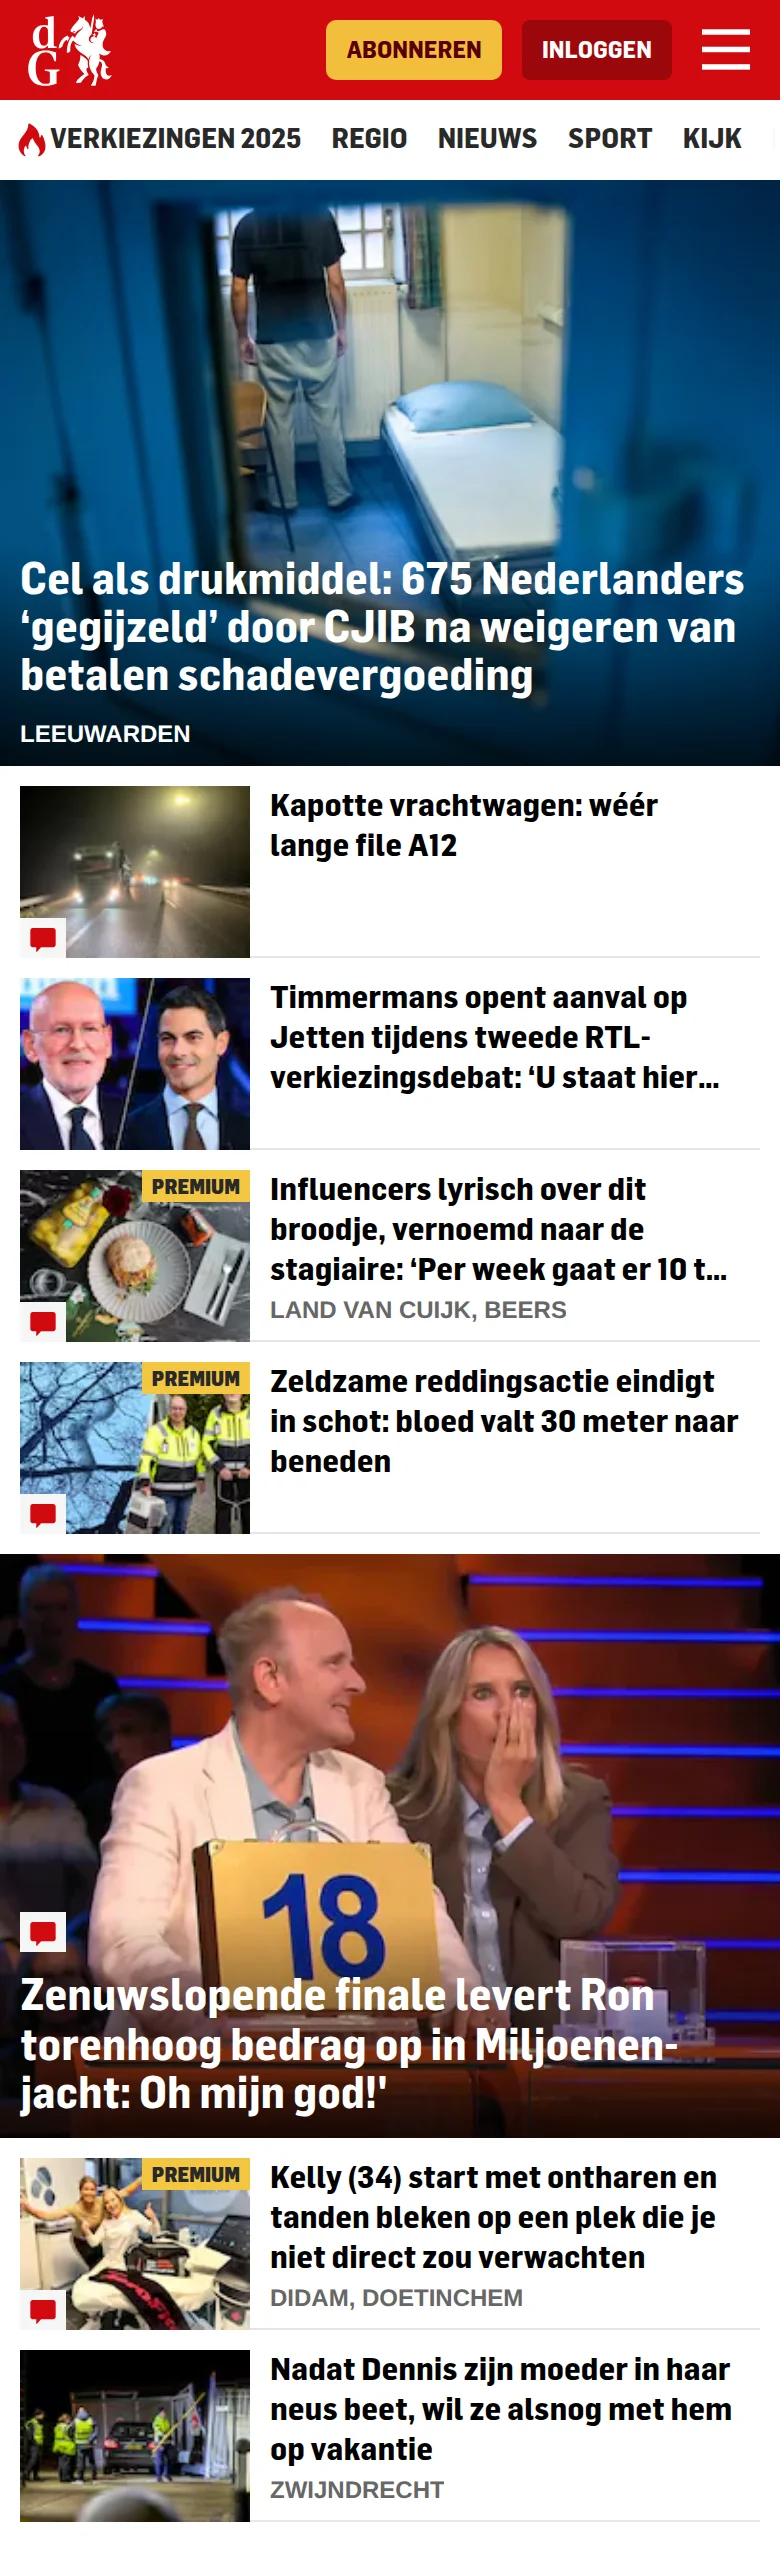 dG
ABONNEREN
INLOGGEN
VERKIEZINGEN 2025
REGIO
NIEUWS
SPORT
KIJK
Cel als drukmiddel: 675 Nederlanders
‘gegijzeld’ door CJIB na weigeren van
betalen schadevergoeding
LEEUWARDEN
Kapotte vrachtwagen: wéér
lange file A12
Timmermans opent aanval op
Jetten tijdens tweede RTL-
verkiezingsdebat: ‘U staat hier...
PREMIUM
Influencers lyrisch over dit
broodje, vernoemd naar de
stagiaire: ‘Per week gaat er 10 t...
LAND VAN CUIJK, BEERS
PREMIUM
Zeldzame reddingsactie eindigt
in schot: bloed valt 30 meter naar
beneden
18
Zenuwslopende finale levert Ron
torenhoog bedrag op in Miljoenen-
jacht: Oh mijn god!'
PREMIUM
Kelly (34) start met ontharen en
tanden bleken op een plek die je
niet direct zou verwachten
DIDAM, DOETINCHEM
Nadat Dennis zijn moeder in haar
neus beet, wil ze alsnog met hem
op vakantie
ZWIJNDRECHT